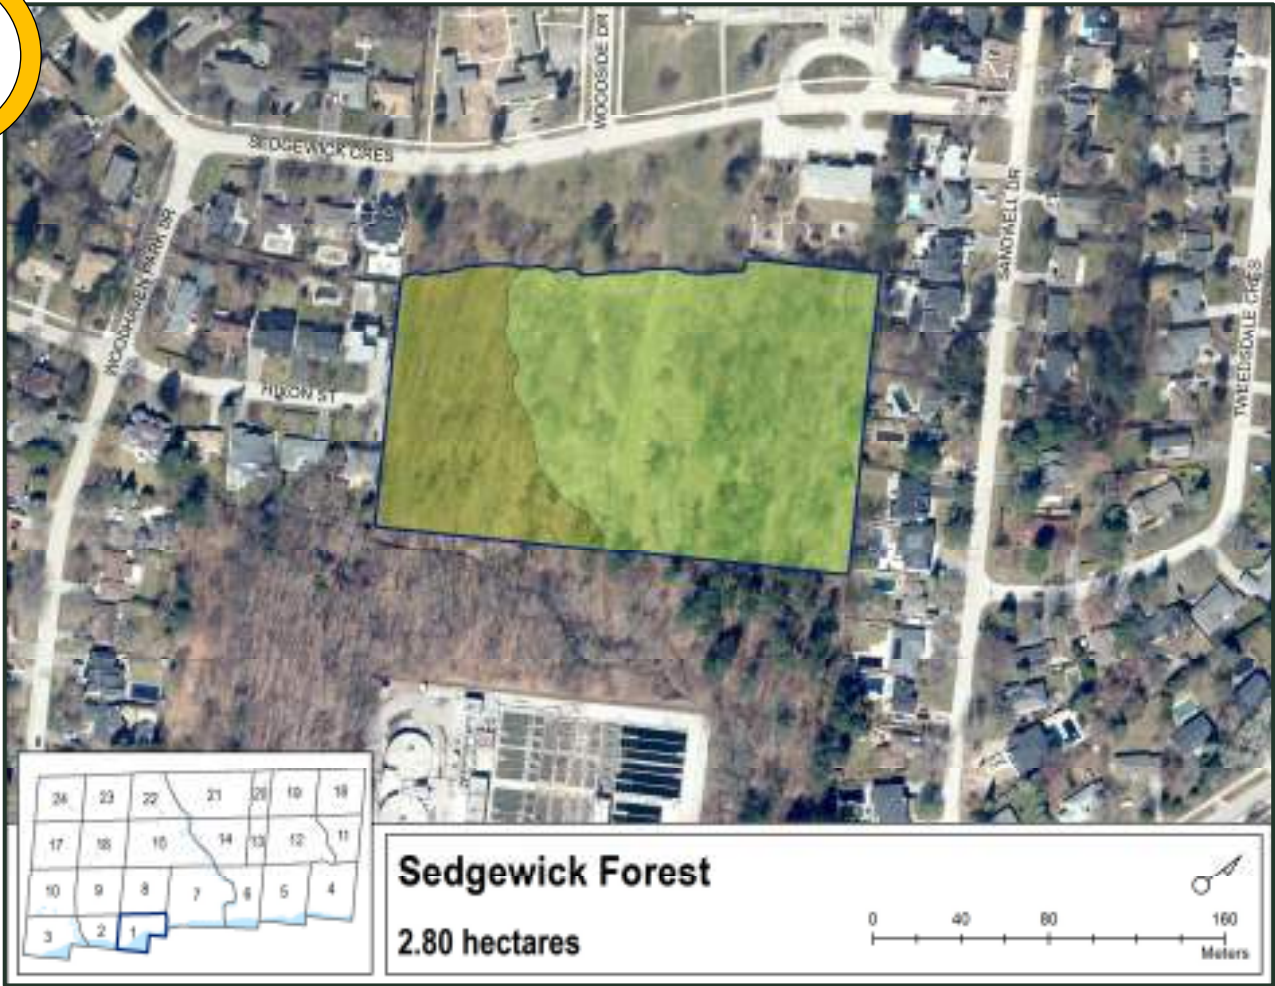 WOODSIDE DR
SEDGEWICK CRES
SANDWELL DR
WOODHAVEN PARK DR
TWEEDSDALE CRES
HIXON ST
24 23 22 21 20 19 18
17 16 15 14 13 12 11
10 9 8 7 6 5 4
3 2 1
Sedgewick Forest
2.80 hectares
0 40 80 160
Meters